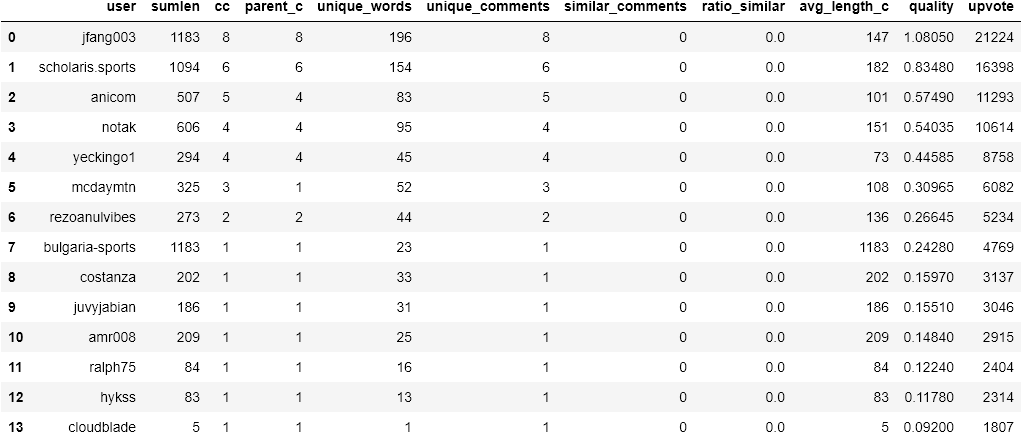 user sumlen cc parent_c unique_words unique_comments similar_comments ratio_similar avg_length_c quality upvote
0 jfang003 1183 8 8 196 8 0 0.0 147 1.08050 21224
1 scholaris.sports 1094 6 6 154 6 0 0.0 182 0.83480 16398
2 anicom 507 5 4 83 5 0 0.0 101 0.57490 11293
3 notak 606 4 4 95 4 0 0.0 151 0.54035 10614
4 yeckingo1 294 4 4 45 4 0 0.0 73 0.44585 8758
5 mcdaymtn 325 3 1 52 3 0 0.0 108 0.30965 6082
6 rezoanulvibes 273 2 2 44 2 0 0.0 136 0.26645 5234
7 bulgaria-sports 1183 1 1 23 1 0 0.0 1183 0.24280 4769
8 costanza 202 1 1 33 1 0 0.0 202 0.15970 3137
9 juvyjabian 186 1 1 31 1 0 0.0 186 0.15510 3046
10 amr008 209 1 1 25 1 0 0.0 209 0.14840 2915
11 ralph75 84 1 1 16 1 0 0.0 84 0.12240 2404
12 hykss 83 1 1 13 1 0 0.0 83 0.11780 2314
13 cloudblade 5 1 1 1 1 0 0.0 5 0.09200 1807